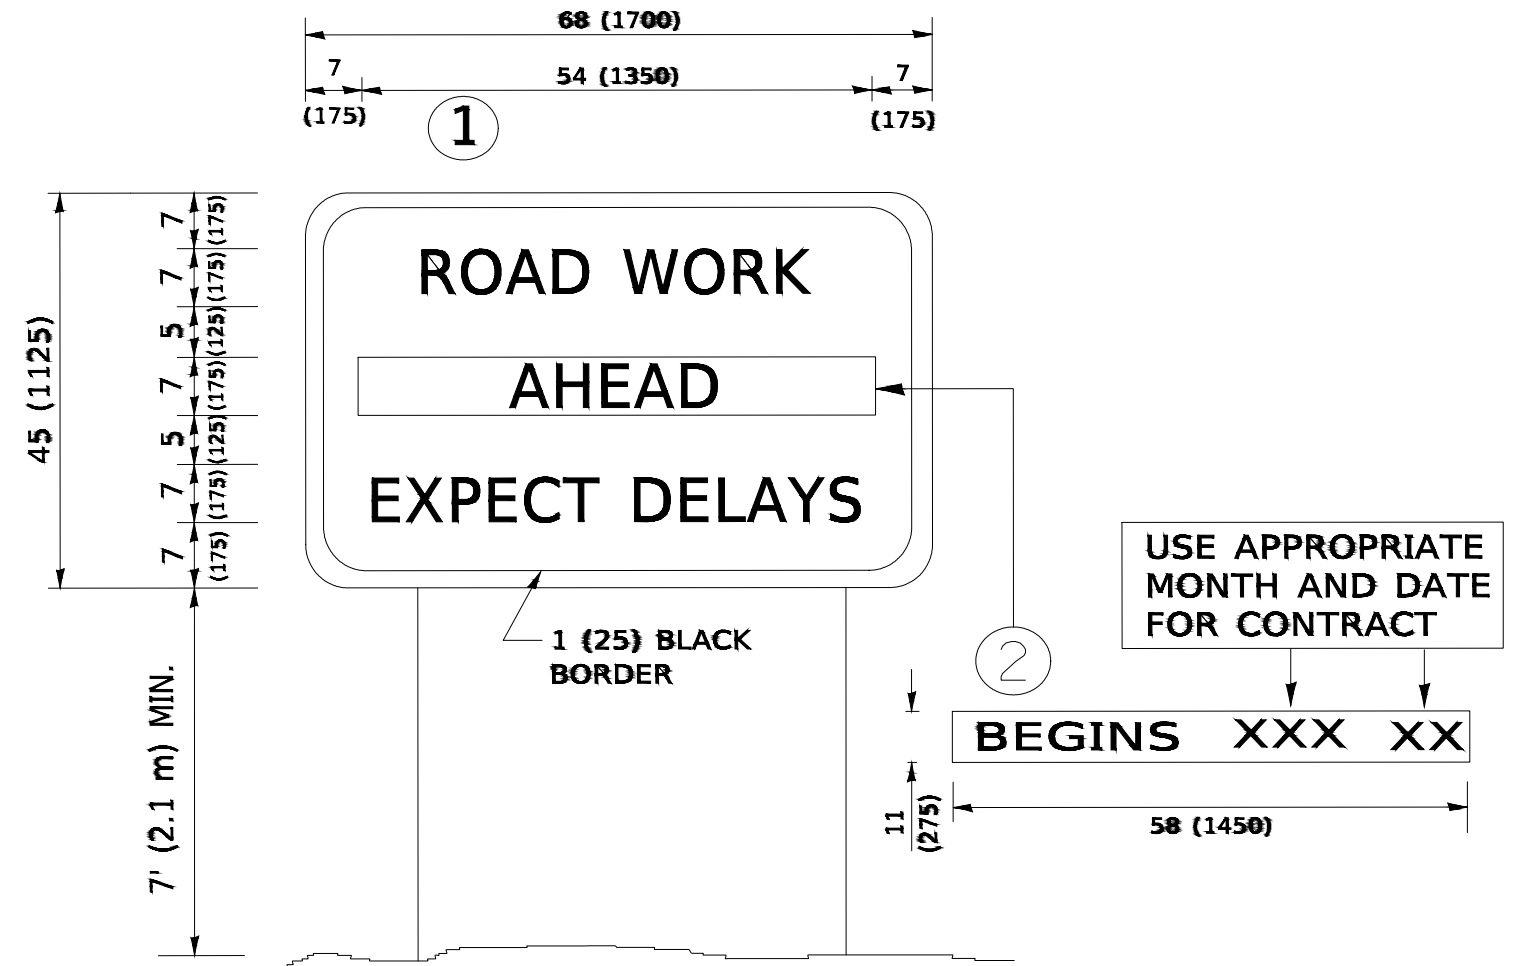 68 (1700)
7
54 (1350)
7
(175)
(175)
1
45 (1125)
7 (175)
7 (175)
5 (125)
7 (175)
5 (125)
7 (175)
7 (175)
ROAD WORK
AHEAD
EXPECT DELAYS
1 (25) BLACK
BORDER
7' (2.1 m) MIN.
2
USE APPROPRIATE
MONTH AND DATE
FOR CONTRACT
BEGINS XXX XX
11
(275)
58 (1450)